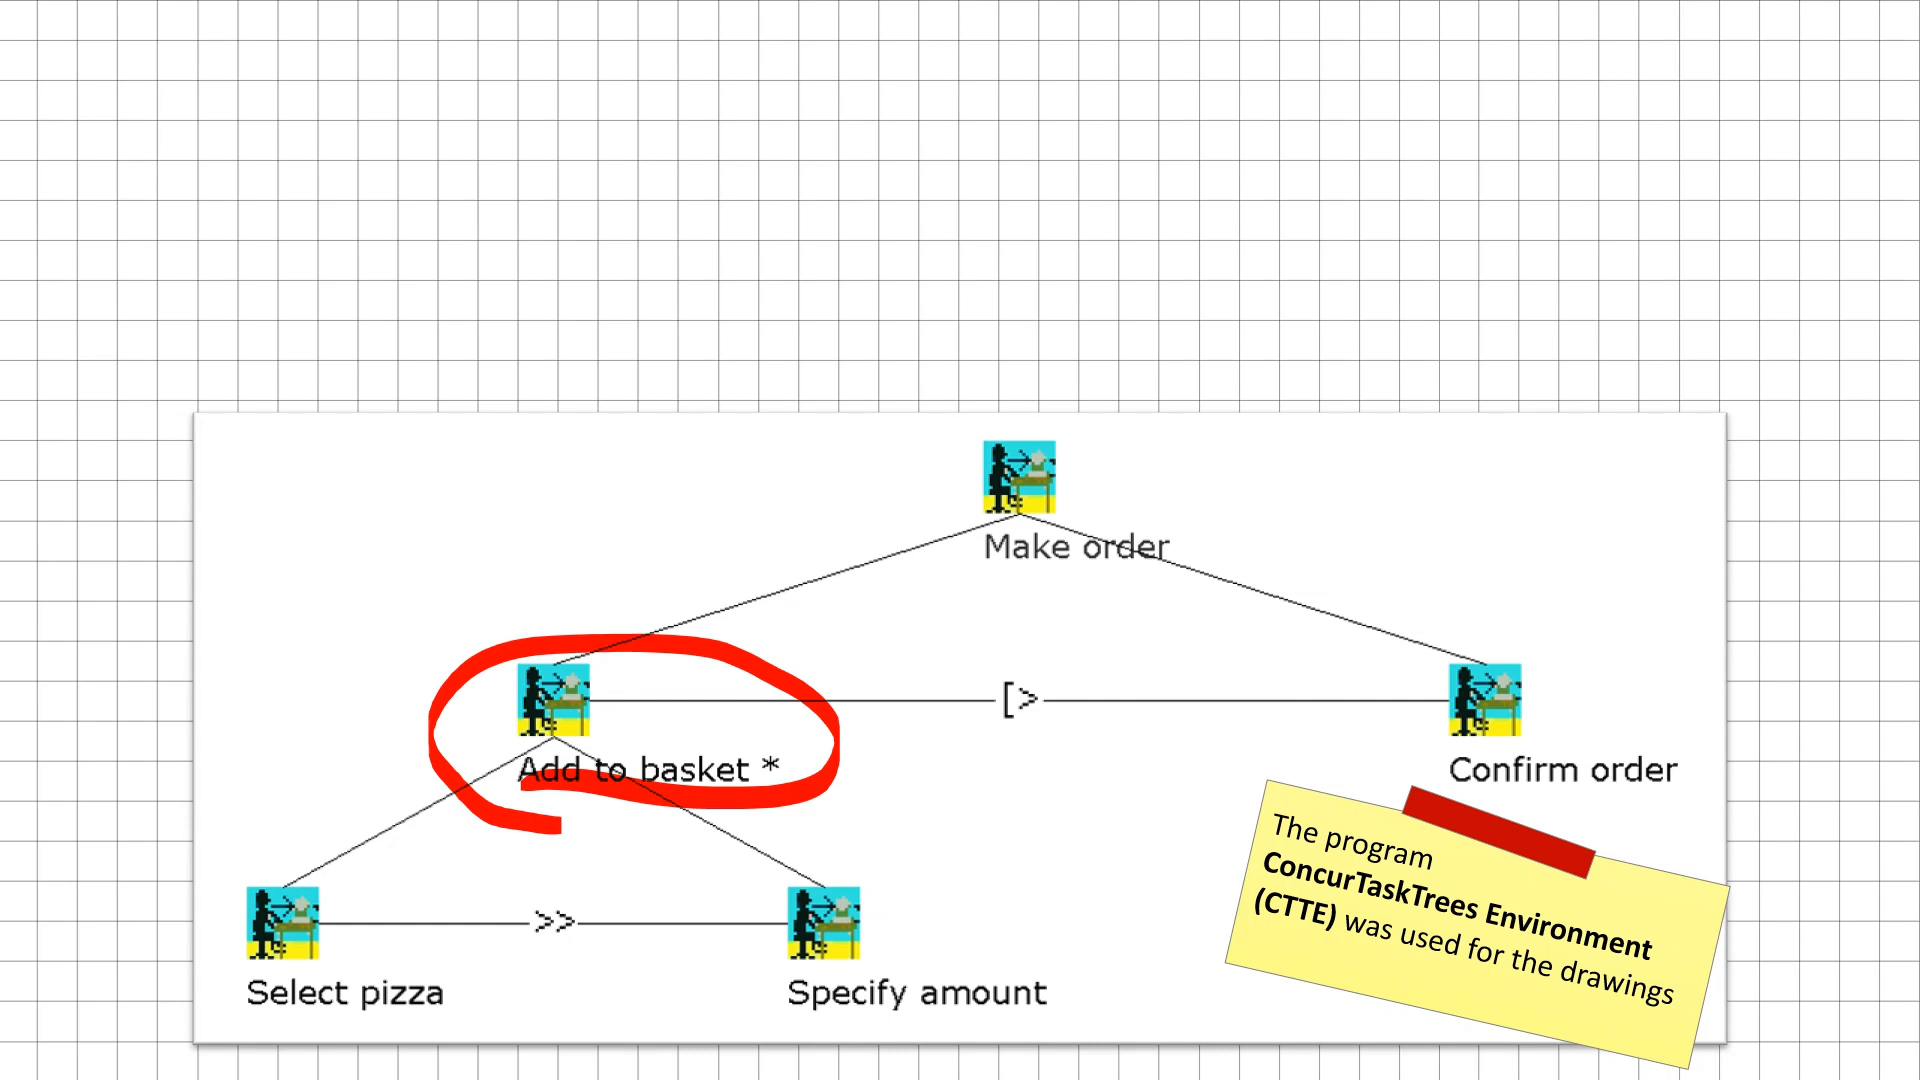 Make order
[>
Add to basket *
Confirm order
>>
Select pizza
Specify amount
The program
ConcurTaskTrees Environment
(CTTE) was used for the drawings